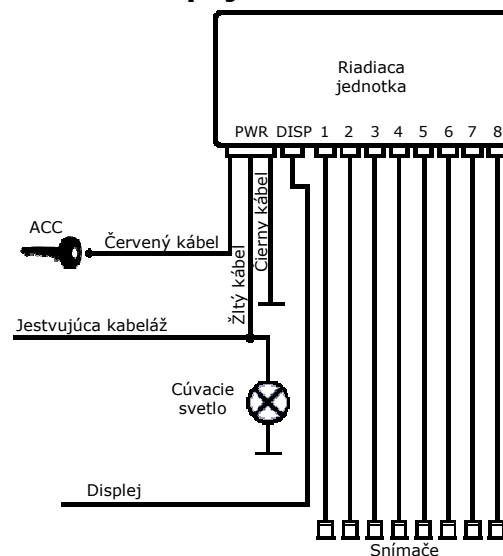 Riadiaca
jednotka
PWR DISP 1 2 3 4 5 6 7 8
ACC
Červený kábel
Žltý kábel
Čierny kábel
Jestvujúca kabeláž
Cúvacie
svetlo
Displej
Snímače